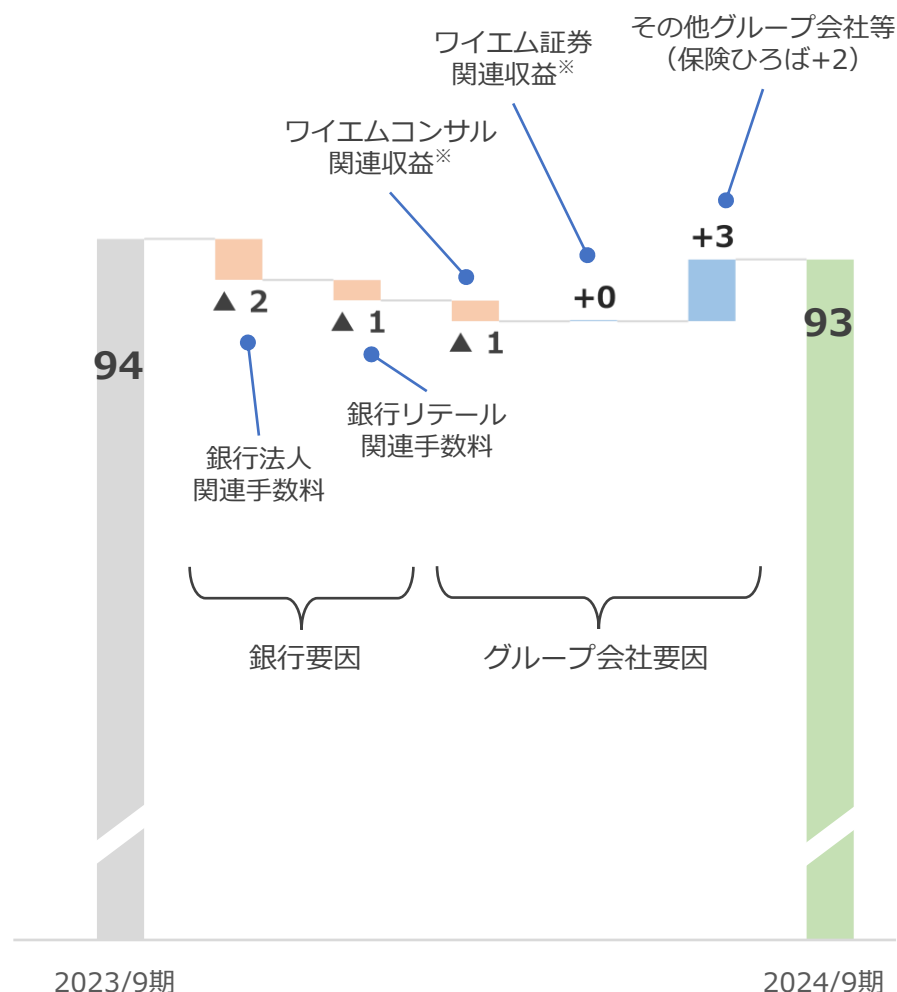 その他グループ会社等
（保険ひろば+2）
ワイエム証券
関連収益※
ワイエムコンサル
関連収益※
+3
+0
▲ 2
▲ 1
▲ 1
94
93
銀行リテール
関連手数料
銀行法人
関連手数料
銀行要因
グループ会社要因
2023/9期
2024/9期